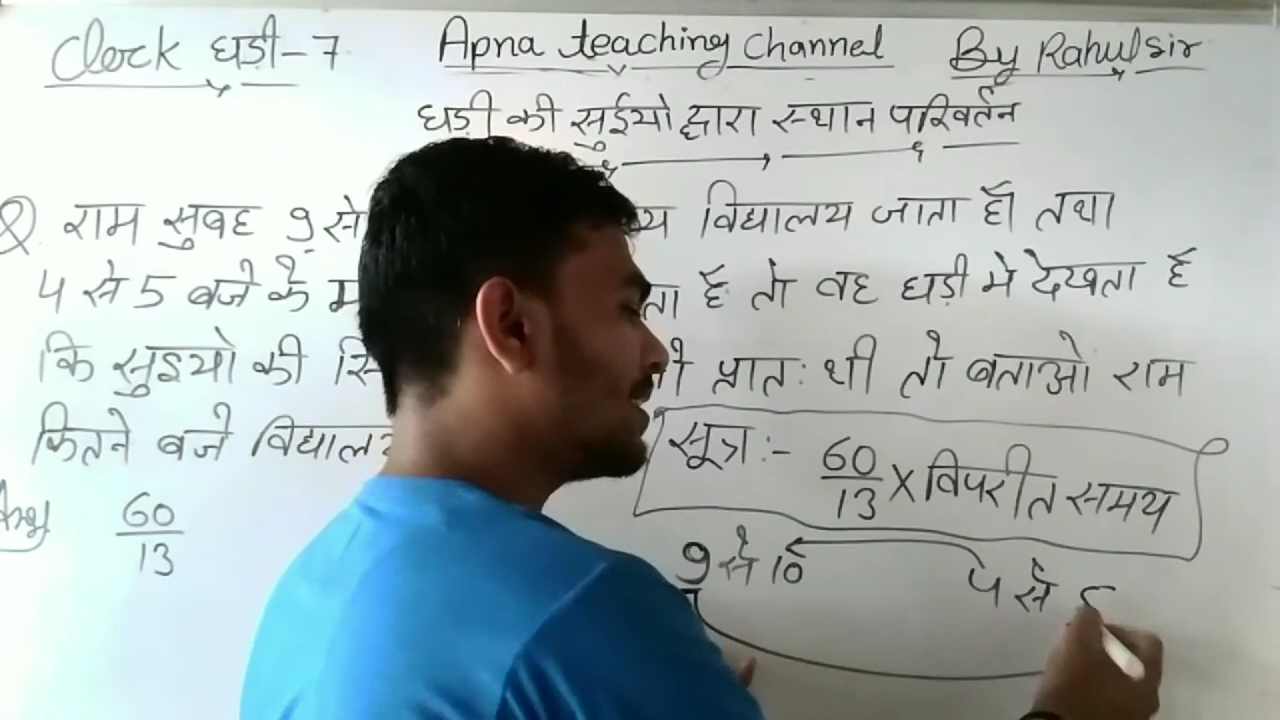 Clock घड़ी-7 Apna teaching channel By Rahul sir
घड़ी की सुईयो द्वारा स्थान परिवर्तन
Q. राम सुबह 9 से विद्यालय जाता हैं तथा
4 से 5 बजे के है तो वह घड़ी मे देखता है
कि सुइयो की प्रातः थी तो बताओ राम
कितने बजे
सूत्र :- 60/13 X विपरीत समय
Ans 60/13
9 से 10 4 से